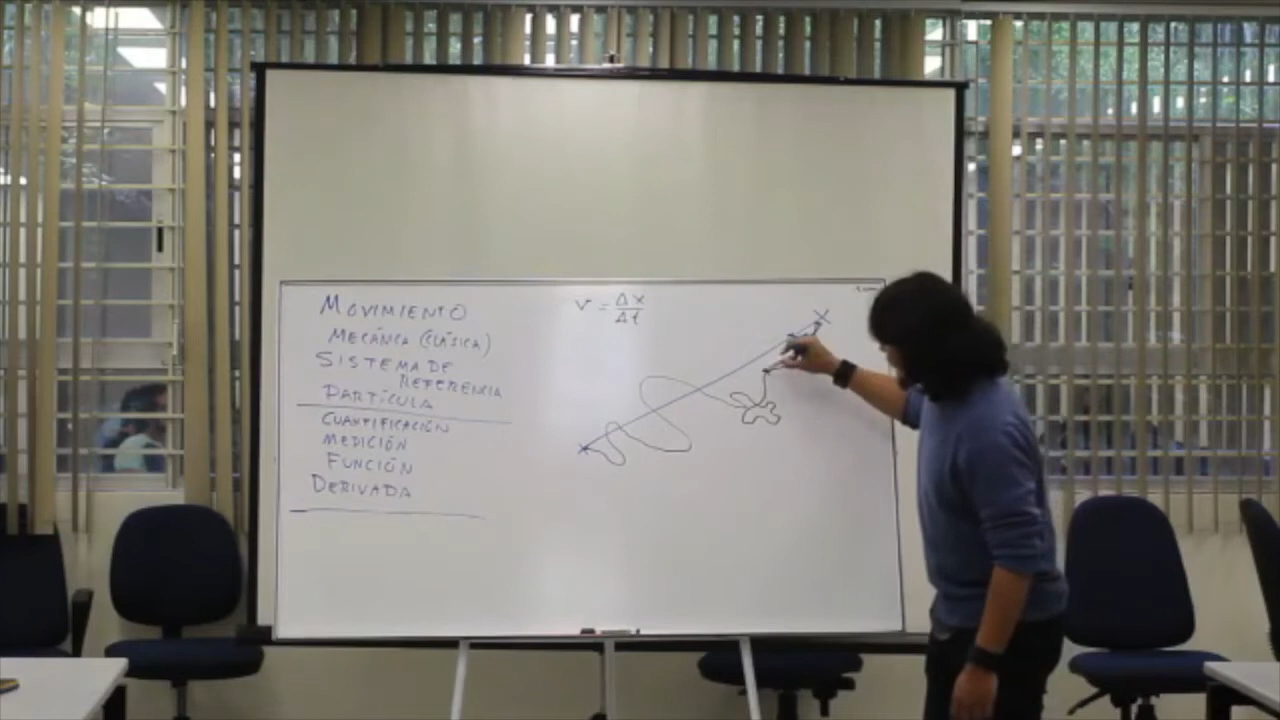 MOVIMIENTO
MECÁNICA (CLÁSICA)
SISTEMA DE
REFERENCIA
PARTÍCULA
CUANTIFICACIÓN
MEDICIÓN
FUNCIÓN
DERIVADA
V = Δx/Δt
X
X